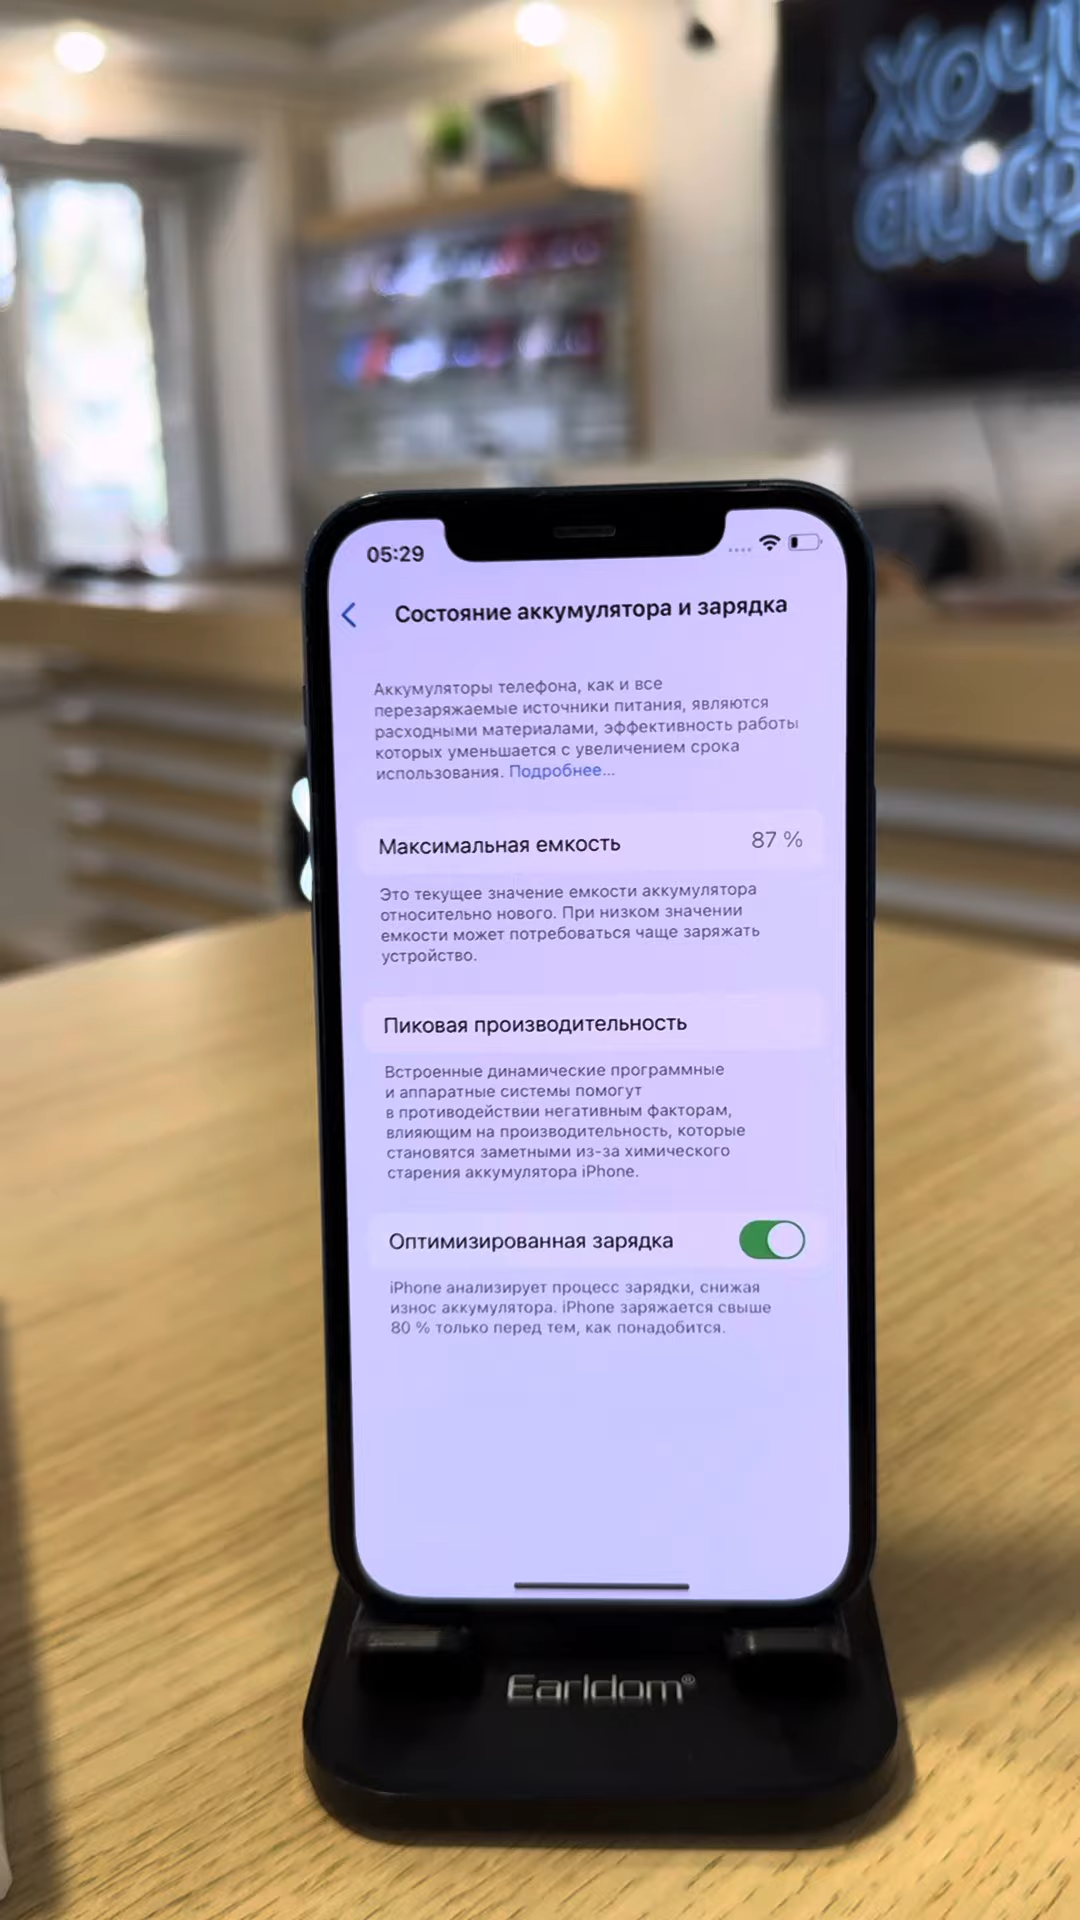 хочу
айф
05:29
Состояние аккумулятора и зарядка
Аккумуляторы телефона, как и все
перезаряжаемые источники питания, являются
расходными материалами, эффективность работы
которых уменьшается с увеличением срока
использования. Подробнее...
Максимальная емкость 87 %
Это текущее значение емкости аккумулятора
относительно нового. При низком значении
емкости может потребоваться чаще заряжать
устройство.
Пиковая производительность
Встроенные динамические программные
и аппаратные системы помогут
в противодействии негативным факторам,
влияющим на производительность, которые
становятся заметными из-за химического
старения аккумулятора iPhone.
Оптимизированная зарядка
iPhone анализирует процесс зарядки, снижая
износ аккумулятора. iPhone заряжается свыше
80 % только перед тем, как понадобится.
Earldom®